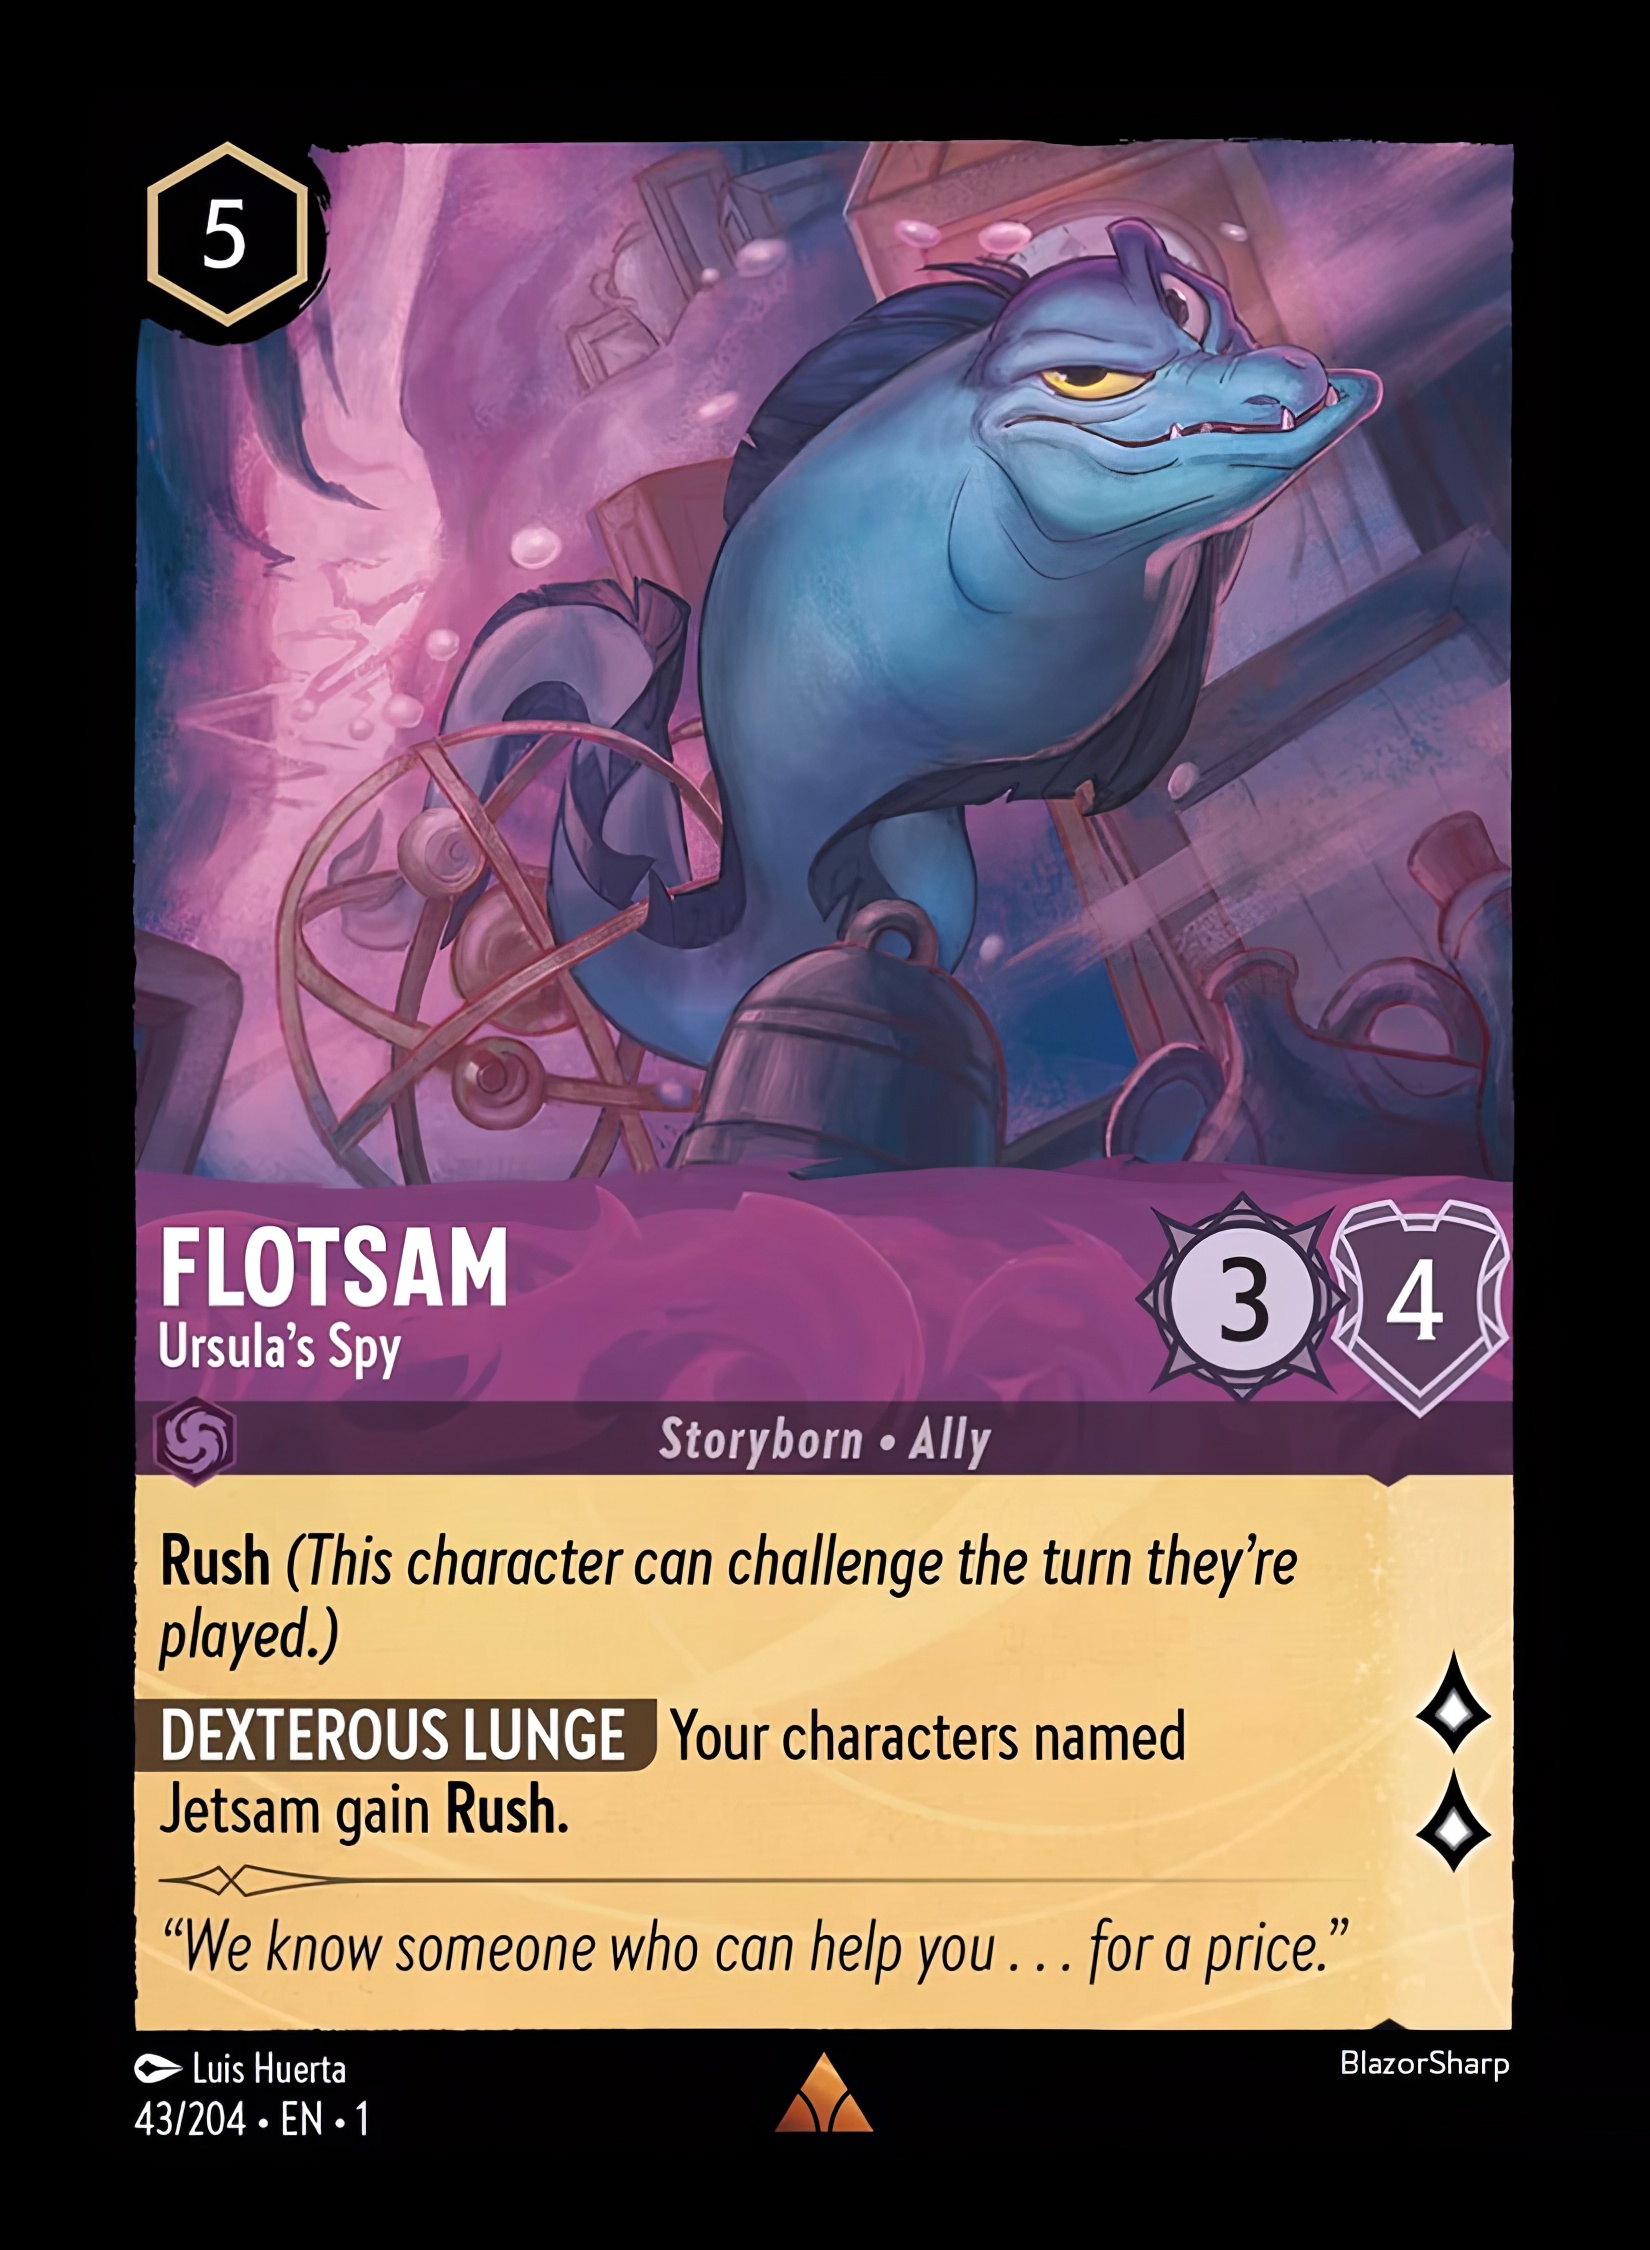 5
FLOTSAM
Ursula’s Spy
3
4
Storyborn • Ally
Rush (This character can challenge the turn they’re
played.)
DEXTEROUS LUNGE Your characters named
Jetsam gain Rush.
“We know someone who can help you . . . for a price.”
Luis Huerta
BlazorSharp
43/204 • EN • 1